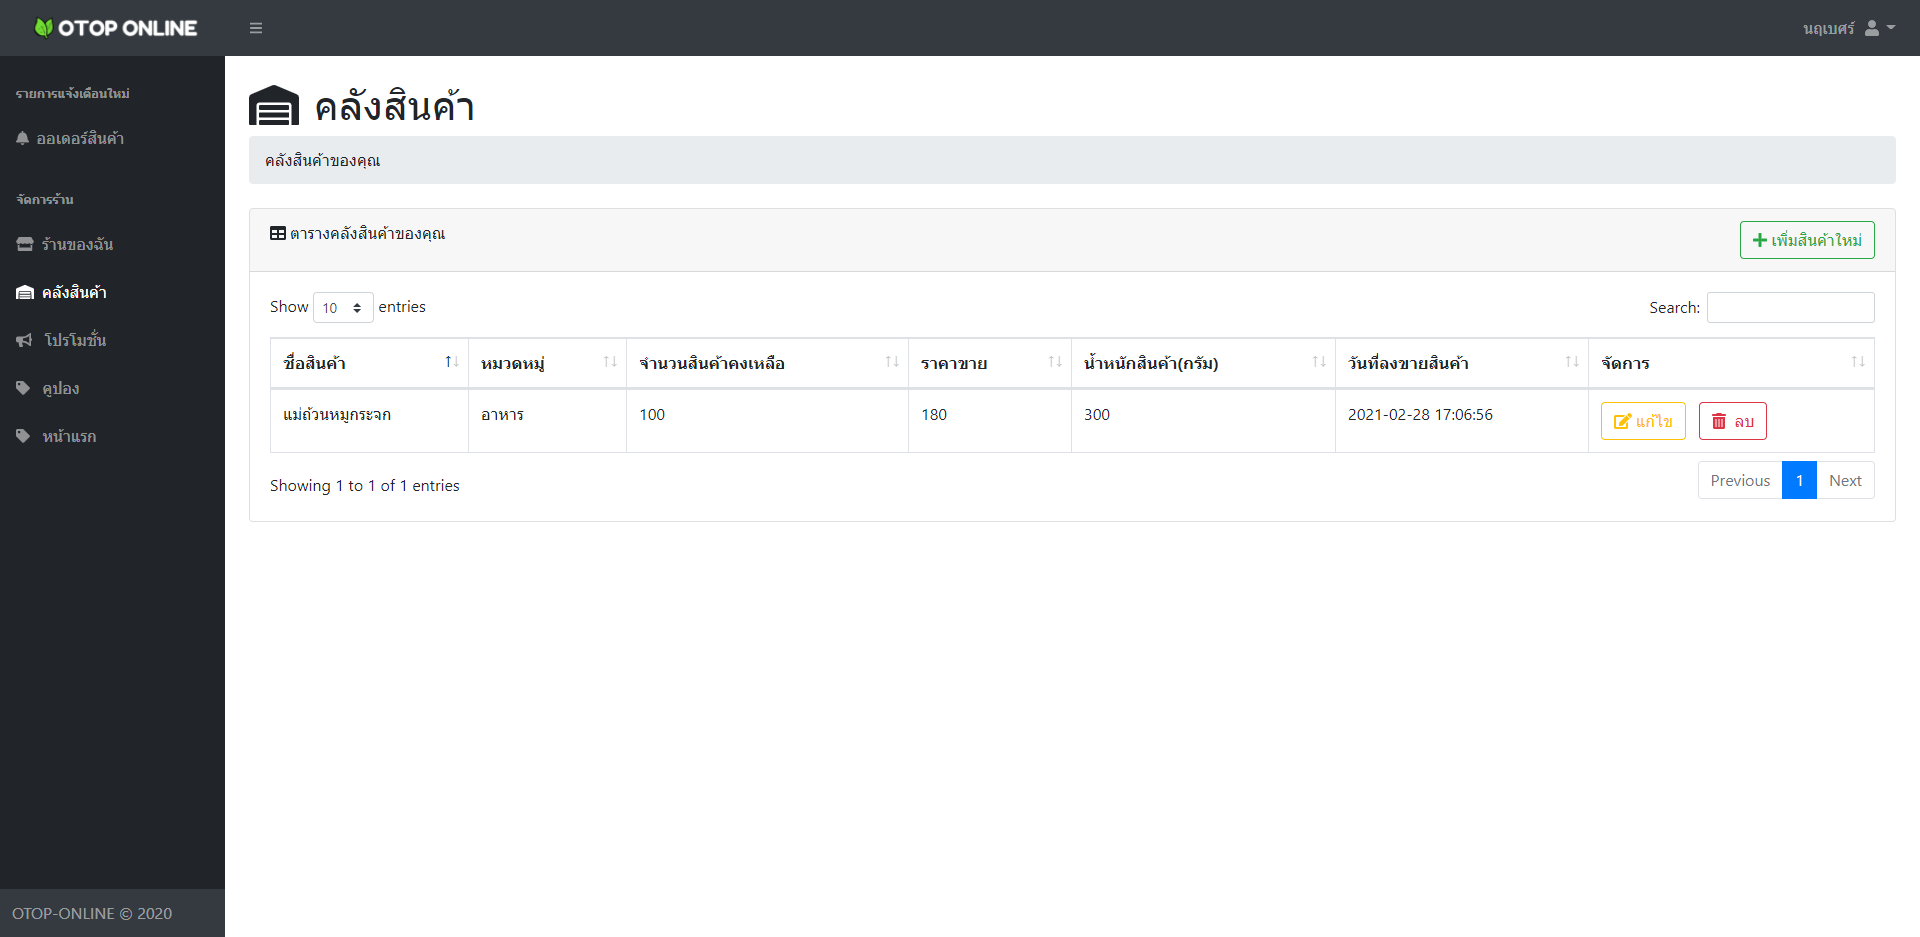 OTOP ONLINE
นฤเบศร์
รายการแจ้งเตือนใหม่
ออเดอร์สินค้า
จัดการร้าน
ร้านของฉัน
คลังสินค้า
โปรโมชั่น
คูปอง
หน้าแรก
OTOP-ONLINE © 2020
คลังสินค้า
คลังสินค้าของคุณ
ตารางคลังสินค้าของคุณ
เพิ่มสินค้าใหม่
Show 10 entries
Search:
ชื่อสินค้า หมวดหมู่ จำนวนสินค้าคงเหลือ ราคาขาย น้ำหนักสินค้า(กรัม) วันที่ลงขายสินค้า จัดการ
แม่ถ้วนหมูกระจก อาหาร 100 180 300 2021-02-28 17:06:56 แก้ไข ลบ
Showing 1 to 1 of 1 entries
Previous 1 Next